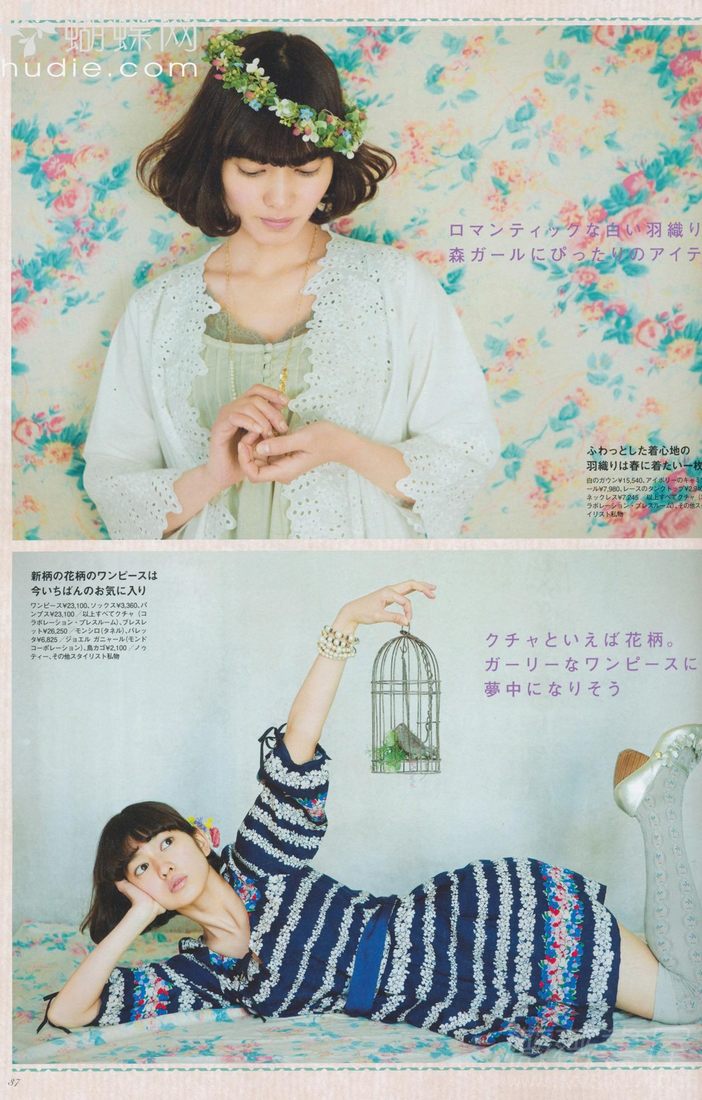 蝴蝶网
hudie.com
ロマンティックな白い羽織り
森ガールにぴったりのアイテ
ふわっとした着心地の
羽織りは春に着たい一枚
白のガウン¥15,540、アイボリーのキャミ
ール¥7,980、レースのタンクトップ¥2,9
ネックレス¥7,245／以上すべてクチャ（
ラボレーション・プレスルーム）、その他ス
イリスト私物
新柄の花柄のワンピースは
今いちばんのお気に入り
ワンピース¥23,100、ソックス¥3,360、パ
ンプス¥23,100／以上すべてクチャ（コ
ラボレーション・プレスルーム）、ブレスレ
ット¥26,250／モンシロ（タネル）、バレッ
タ¥6,825／ジョエル ガニャール（モンド
コーポレーション）、鳥カゴ¥2,100／ノゥ
ティー、その他スタイリスト私物
クチャといえば花柄。
ガーリーなワンピースに
夢中になりそう
37